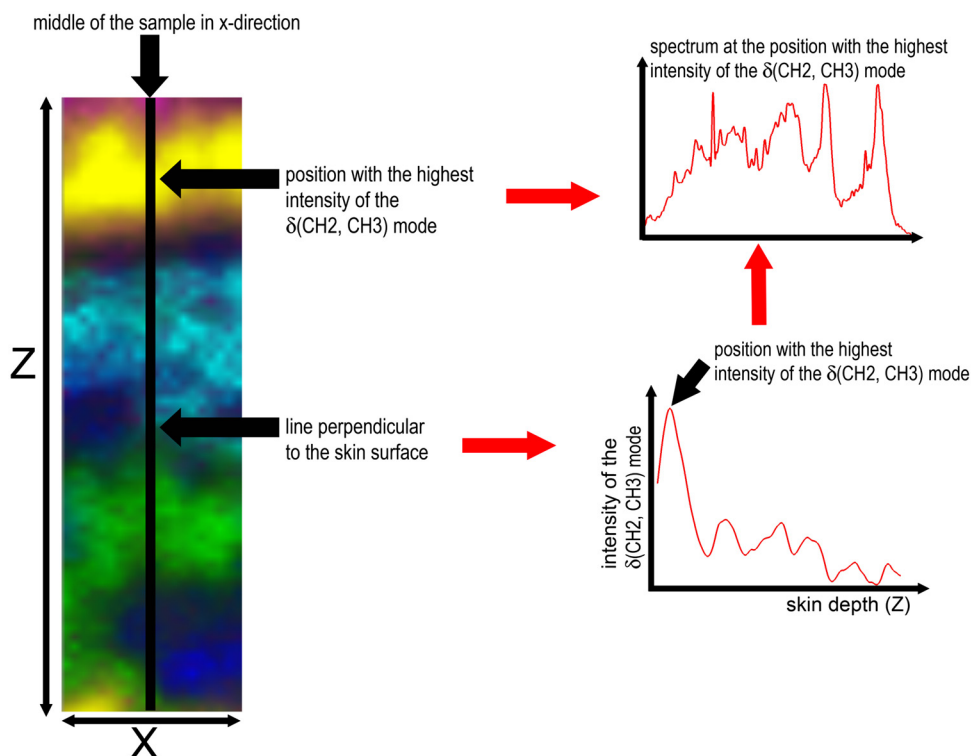 middle of the sample in x-direction
spectrum at the position with the highest
intensity of the δ(CH2, CH3) mode
position with the highest
intensity of the
δ(CH2, CH3) mode
Z
position with the highest
intensity of the δ(CH2, CH3) mode
line perpendicular
to the skin surface
intensity of the
δ(CH2, CH3) mode
skin depth (Z)
X